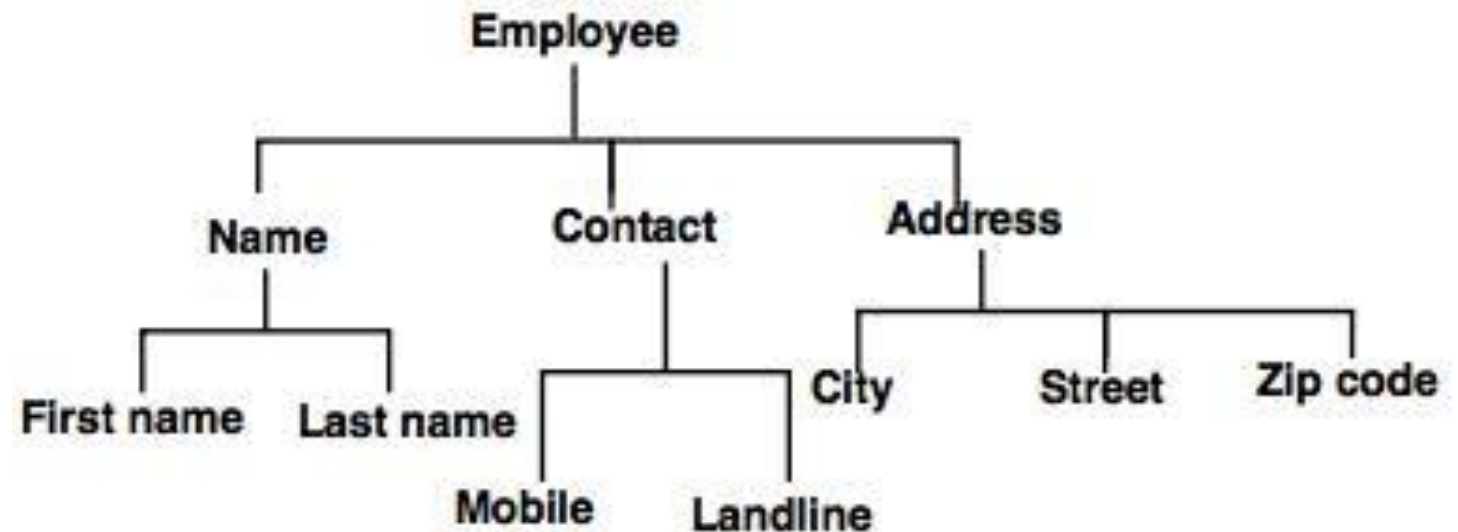 Employee
Name
Contact
Address
First name
Last name
Mobile
Landline
City
Street
Zip code